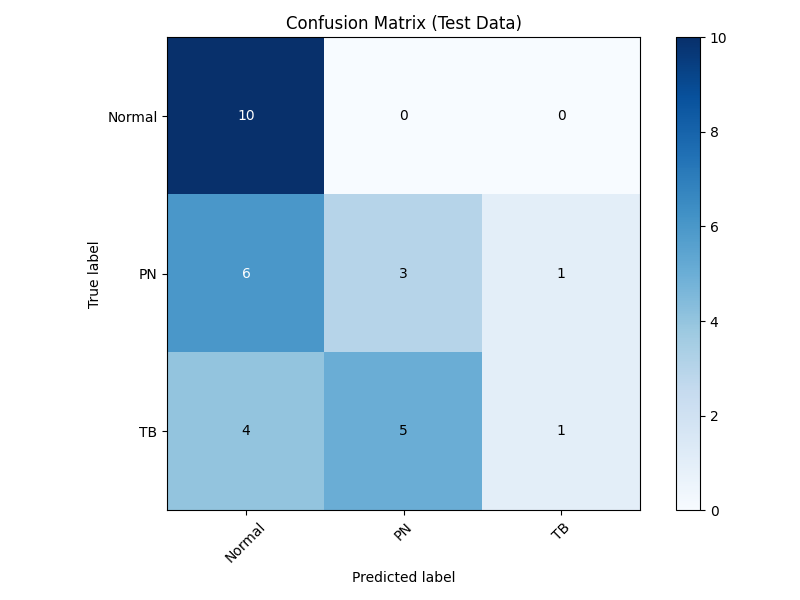 Confusion Matrix (Test Data)
Normal
10
0
0
PN
6
3
1
TB
4
5
1
True label
Normal
PN
TB
Predicted label
10
8
6
4
2
0